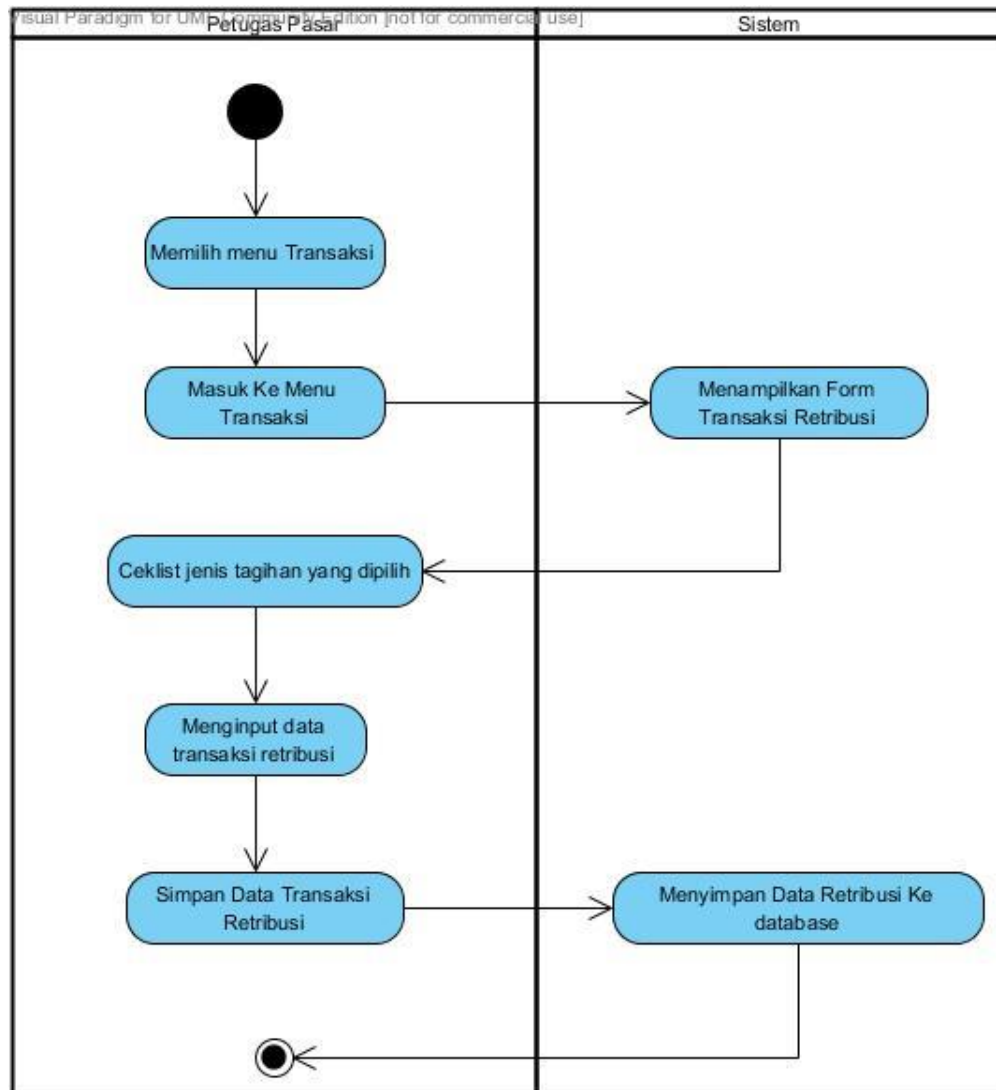 Visual Paradigm for UML Community Edition [not for commercial use]
Petugas Pasar
Sistem
Memilih menu Transaksi
Masuk Ke Menu
Transaksi
Menampilkan Form
Transaksi Retribusi
Ceklist jenis tagihan yang dipilih
Menginput data
transaksi retribusi
Simpan Data Transaksi
Retribusi
Menyimpan Data Retribusi Ke
database